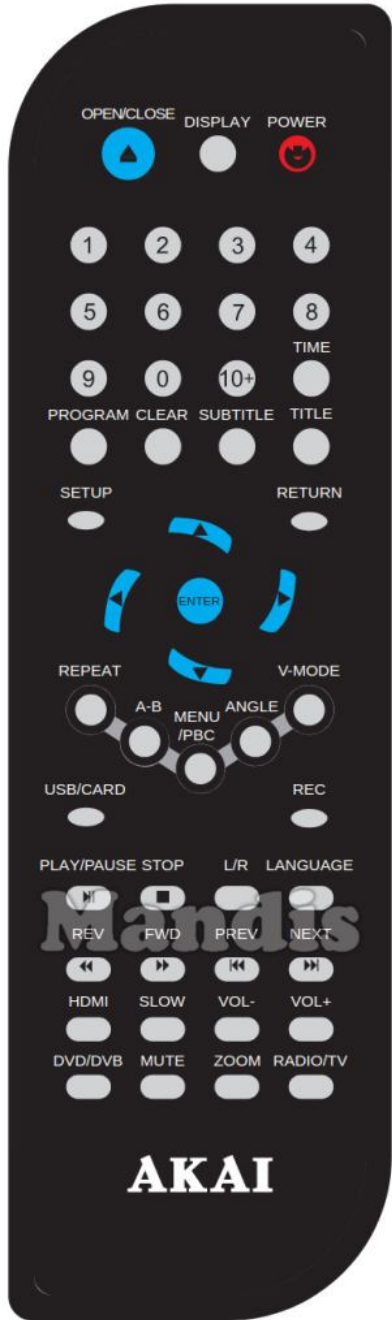 OPEN/CLOSE DISPLAY POWER
1 2 3 4
5 6 7 8
TIME
9 0 10+
PROGRAM CLEAR SUBTITLE TITLE
SETUP RETURN
ENTER
REPEAT V-MODE
A-B ANGLE
MENU
/PBC
USB/CARD REC
PLAY/PAUSE STOP L/R LANGUAGE
Mandis
REV FWD PREV NEXT
HDMI SLOW VOL- VOL+
DVD/DVB MUTE ZOOM RADIO/TV
AKAI